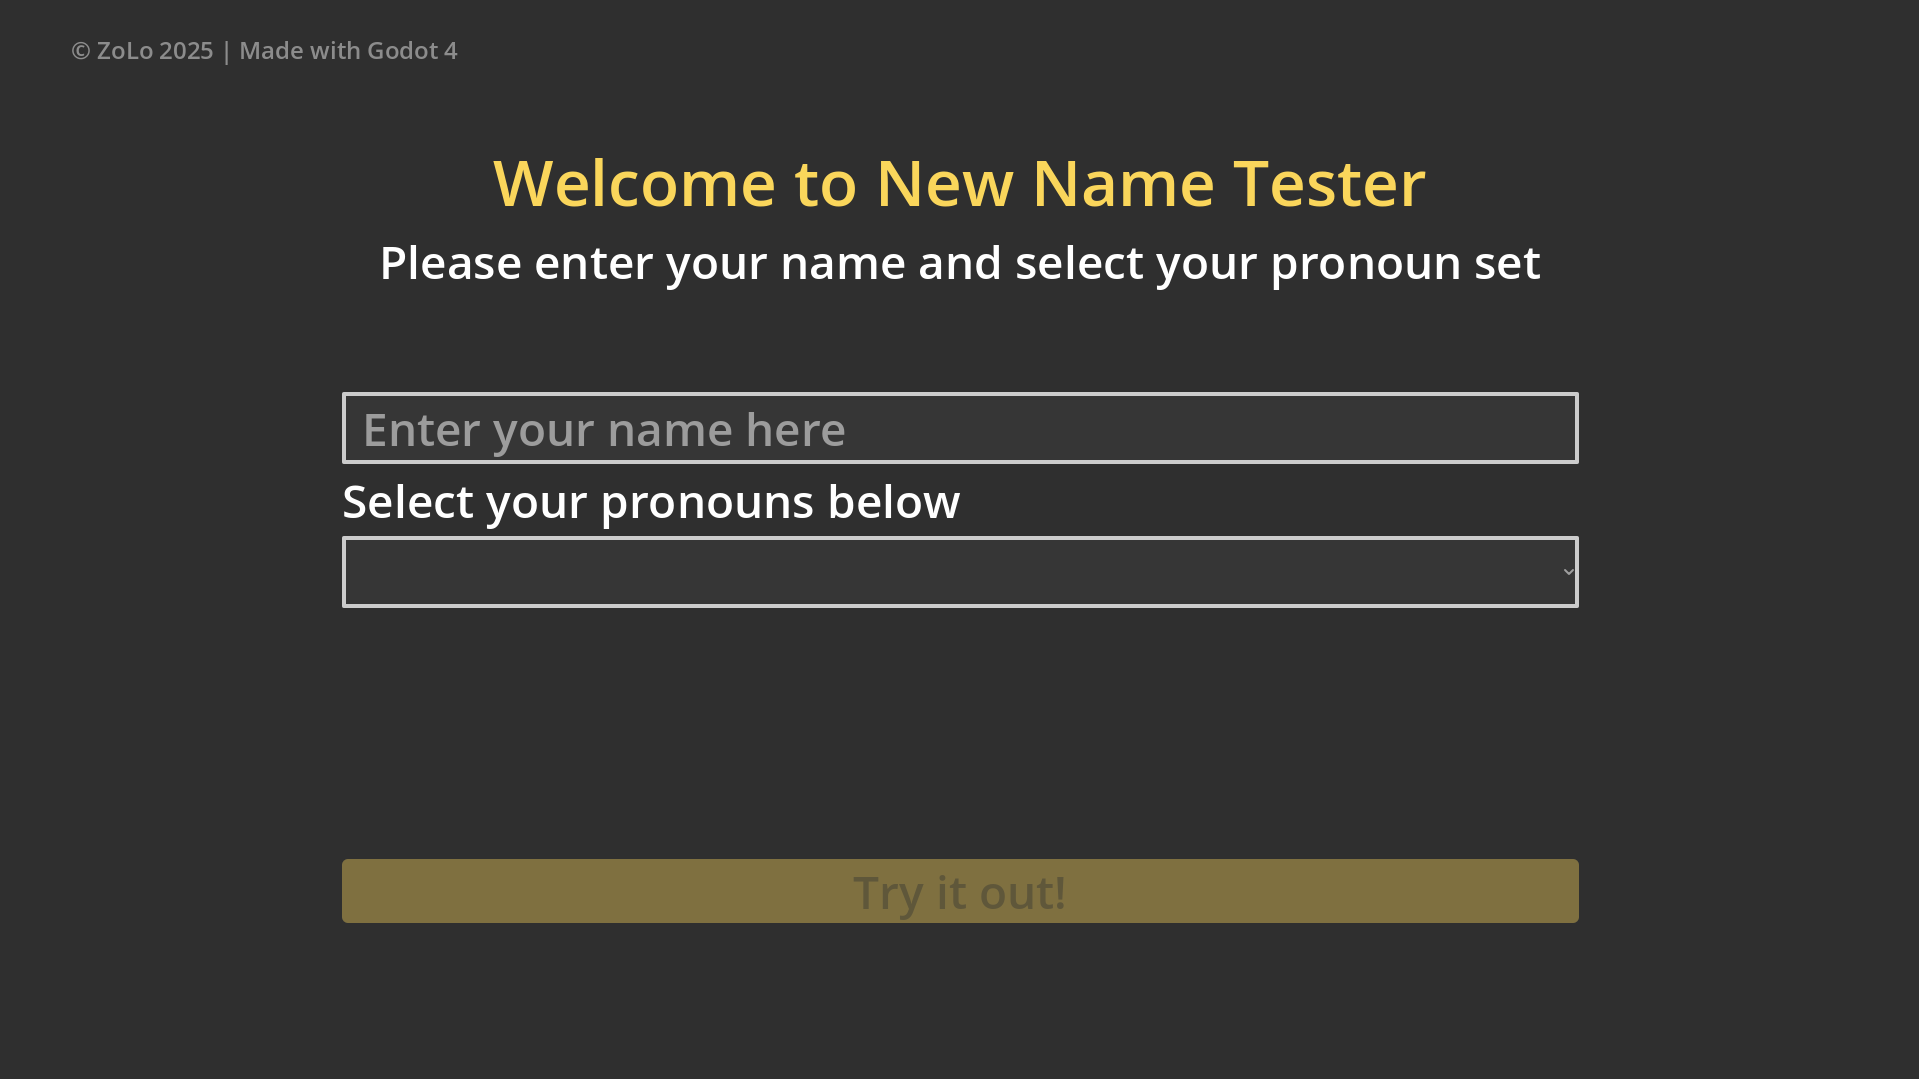 © ZoLo 2025 | Made with Godot 4
Welcome to New Name Tester
Please enter your name and select your pronoun set
Enter your name here
Select your pronouns below
Try it out!